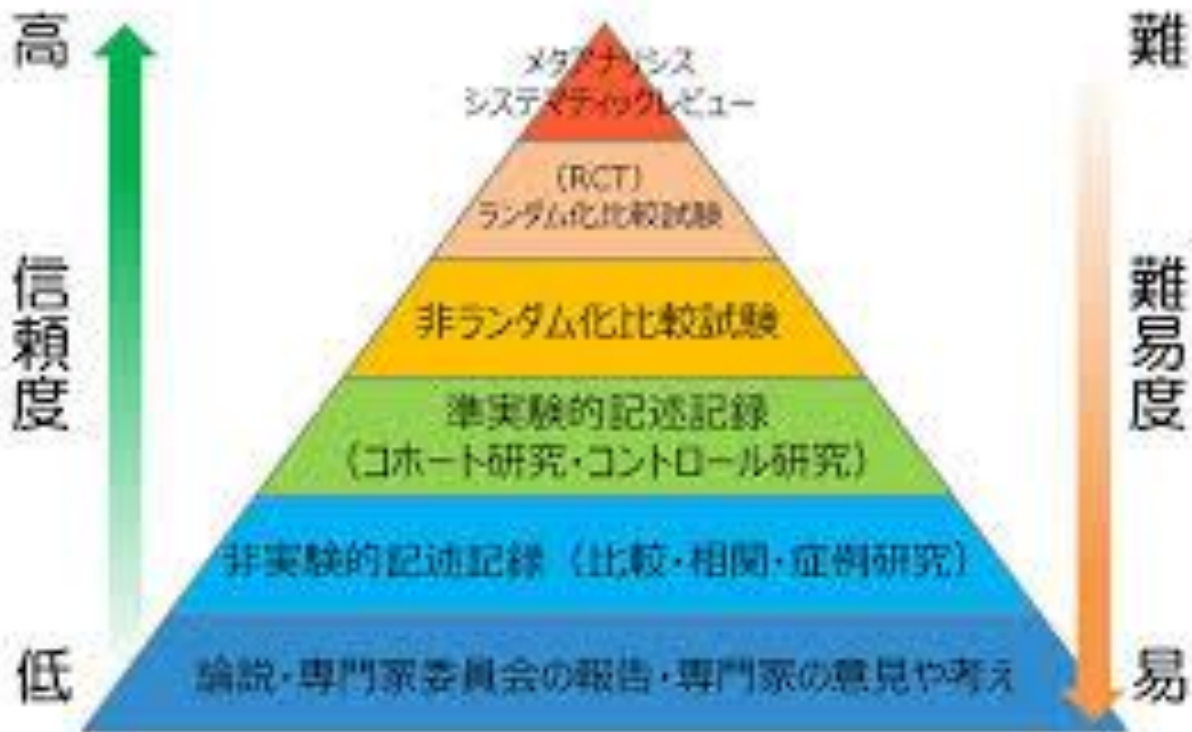 高
信頼度
低
メタアナリシス
システマティックレビュー
(RCT)
ランダム化比較試験
非ランダム化比較試験
準実験的記述記録
(コホート研究・コントロール研究)
非実験的記述記録 (比較・相関・症例研究)
論説・専門家委員会の報告・専門家の意見や考え
難
難易度
易